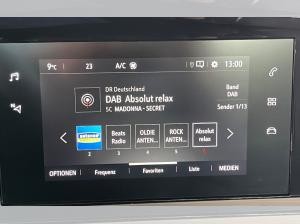 9°C 23 A/C 13:00
DR Deutschland
DAB Absolut relax
SC MADONNA - SECRET
Band
DAB
Sender 1/13
Beats
Radio
OLDIE
ANTEN...
ROCK
ANTEN...
Absolut
relax
2 3 4 5
OPTIONEN Frequenz Favoriten Liste MEDIEN